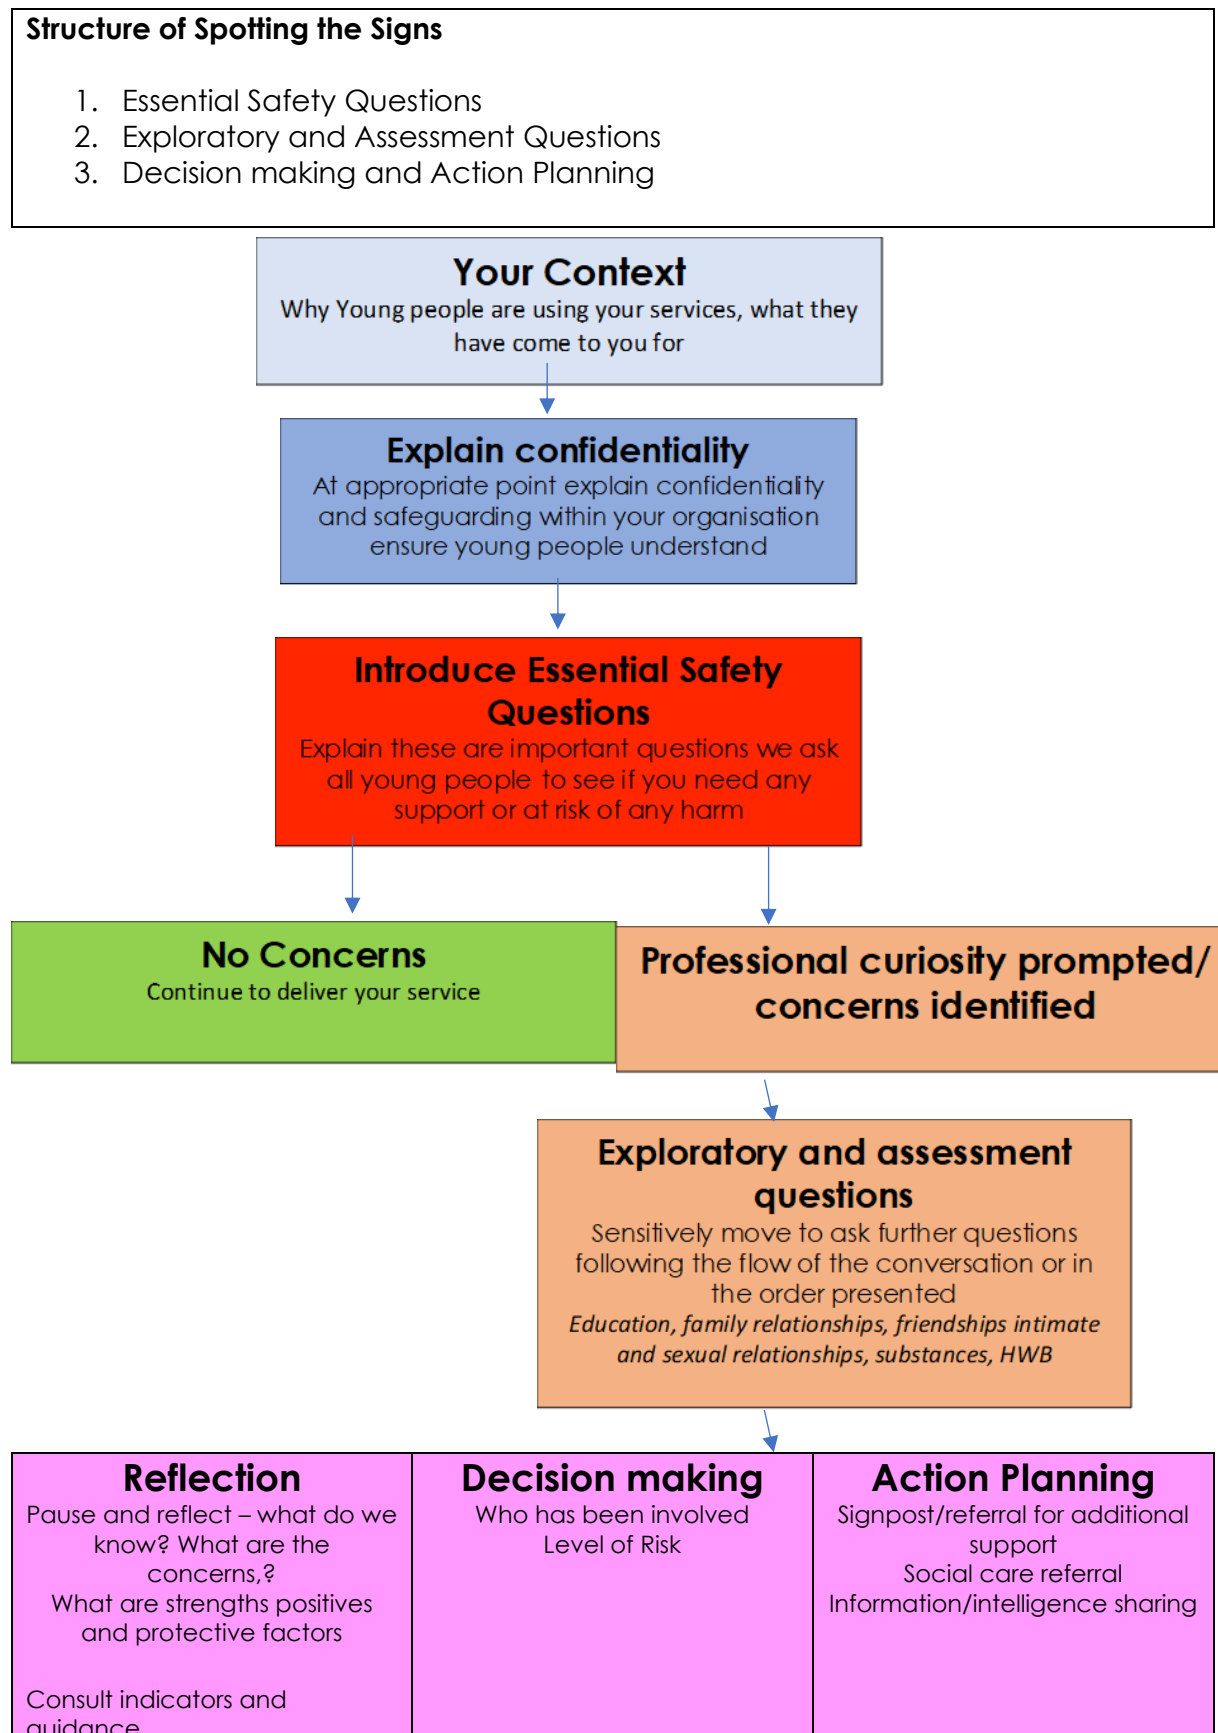 Structure of Spotting the Signs
1. Essential Safety Questions
2. Exploratory and Assessment Questions
3. Decision making and Action Planning
Your Context
Why Young people are using your services, what they
have come to you for
Explain confidentiality
At appropriate point explain confidentiality
and safeguarding within your organisation
ensure young people understand
Introduce Essential Safety
Questions
Explain these are important questions we ask
all young people to see if you need any
support or at risk of any harm
No Concerns
Continue to deliver your service
Professional curiosity prompted/
concerns identified
Exploratory and assessment
questions
Sensitively move to ask further questions
following the flow of the conversation or in
the order presented
Education, family relationships, friendships intimate
and sexual relationships, substances, HWB
Reflection
Pause and reflect – what do we
know? What are the
concerns,?
What are strengths positives
and protective factors
Consult indicators and
guidance
Decision making
Who has been involved
Level of Risk
Action Planning
Signpost/referral for additional
support
Social care referral
Information/intelligence sharing